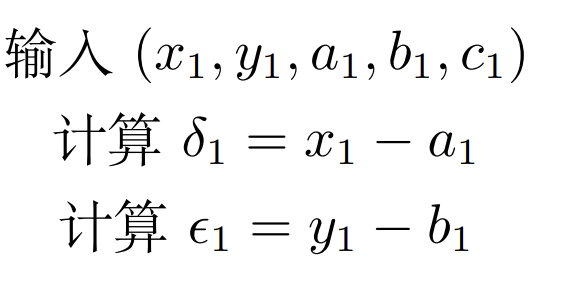 输入 (x₁, y₁, a₁, b₁, c₁)
计算 δ₁ = x₁ − a₁
计算 ϵ₁ = y₁ − b₁